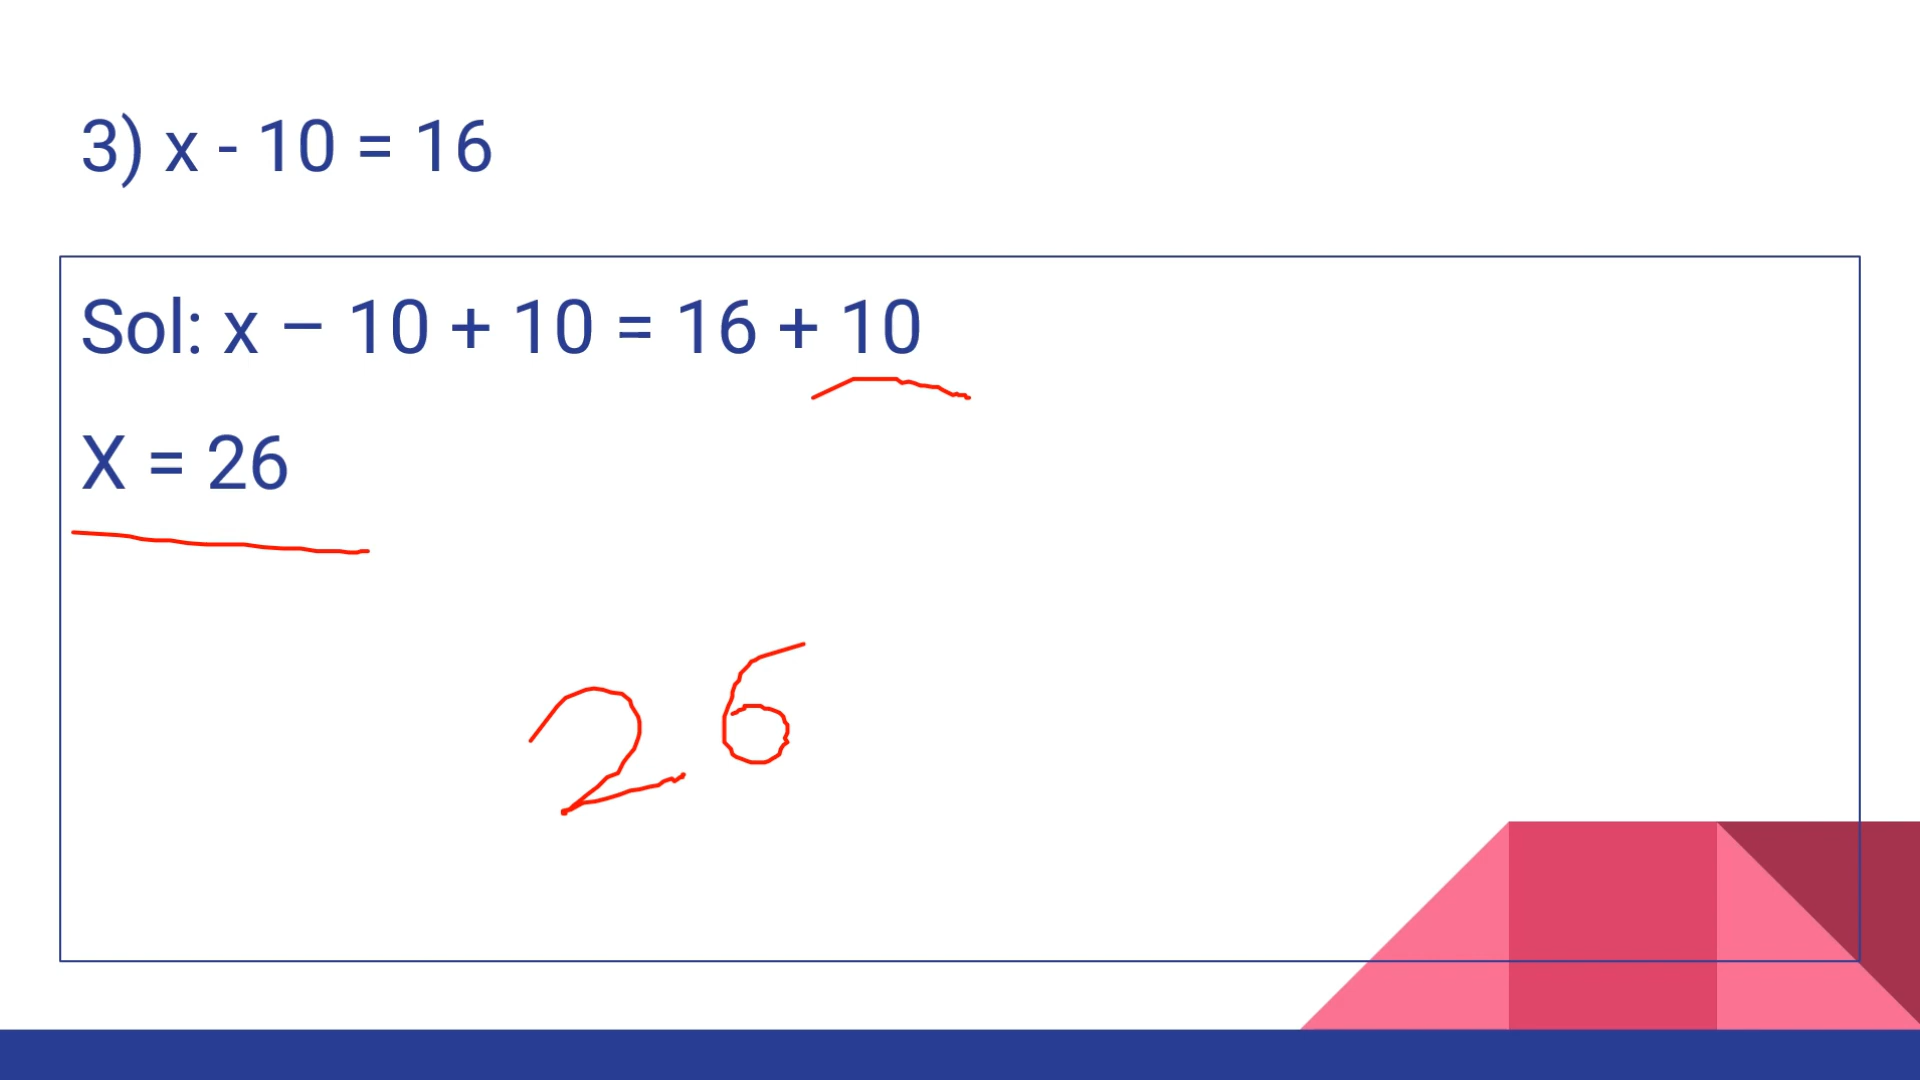 3) x - 10 = 16
Sol: x – 10 + 10 = 16 + 10
X = 26
26